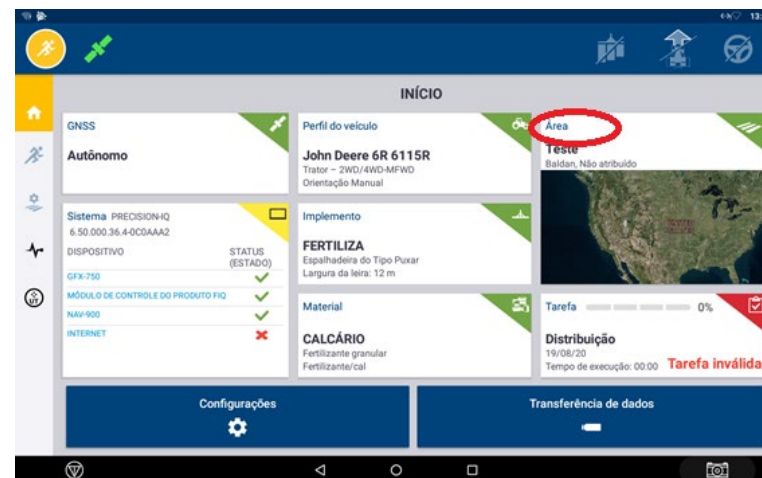 13:
INÍCIO
GNSS
Autônomo
Perfil do veículo
John Deere 6R 6115R
Trator – 2WD/4WD-MFWD
Orientação Manual
Área
Teste
Baldan, Não atribuído
UNITED
STATES
Sistema PRECISION-IQ
6.50.000.36.4-0C0AAA2
DISPOSITIVO
STATUS
(ESTADO)
GFX-750
MÓDULO DE CONTROLE DO PRODUTO FIQ
NAV-900
INTERNET
Implemento
FERTILIZA
Espalhadeira do Tipo Puxar
Largura da leira: 12 m
Material
CALCÁRIO
Fertilizante granular
Fertilizante/cal
Tarefa 0%
Distribuição
19/08/20
Tempo de execução: 00:00 Tarefa inválida
Configurações
Transferência de dados
UT